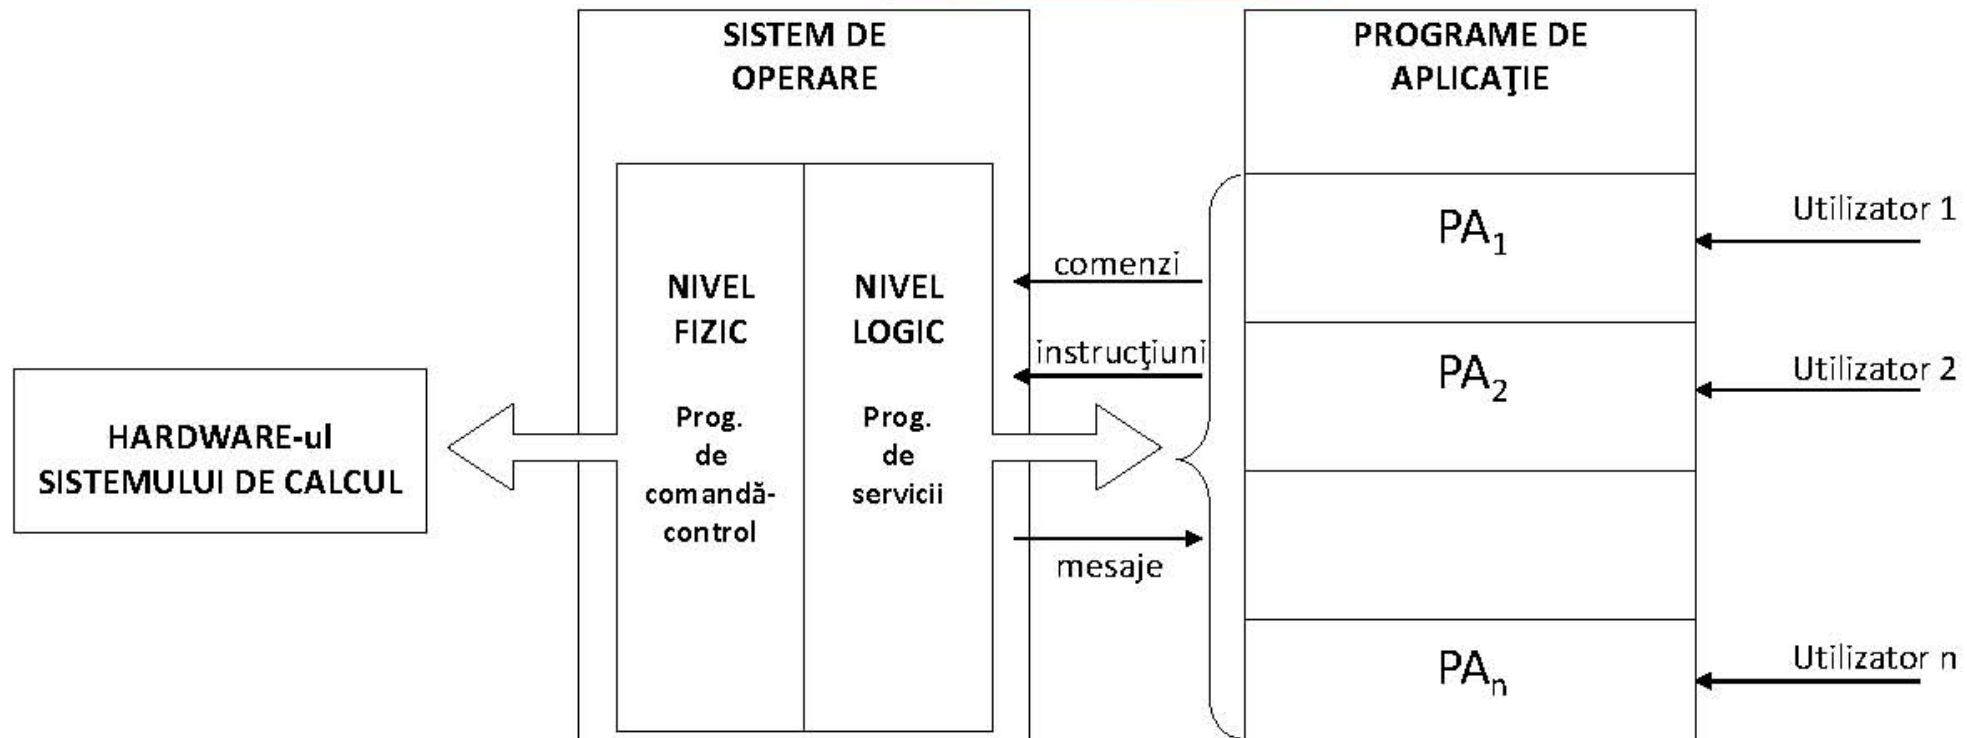 SISTEM DE
OPERARE
PROGRAME DE
APLICAŢIE
HARDWARE-ul
SISTEMULUI DE CALCUL
NIVEL
FIZIC
Prog.
de
comandă-
control
NIVEL
LOGIC
Prog.
de
servicii
comenzi
instrucţiuni
mesaje
PA₁
PA₂
PAₙ
Utilizator 1
Utilizator 2
Utilizator n